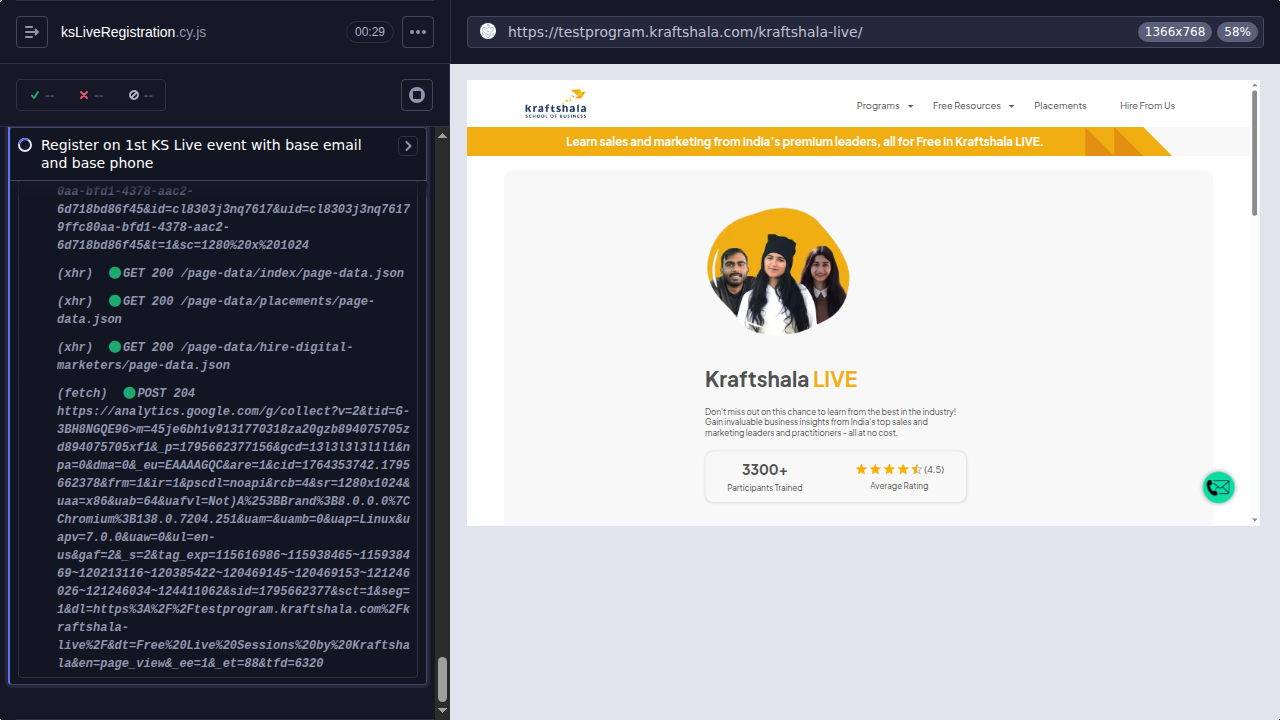 ksLiveRegistration.cy.js
00:29
--
--
--
Register on 1st KS Live event with base email
and base phone
0aa-bfd1-4378-aac2-
6d718bd86f45&id=cl8303j3nq7617&uid=cl8303j3nq7617
9ffc80aa-bfd1-4378-aac2-
6d718bd86f45&t=1&sc=1280%20x%201024
(xhr) GET 200 /page-data/index/page-data.json
(xhr) GET 200 /page-data/placements/page-
data.json
(xhr) GET 200 /page-data/hire-digital-
marketers/page-data.json
(fetch) POST 204
https://analytics.google.com/g/collect?v=2&tid=G-
3BH8NGQE96>m=45je6bh1v9131770318za20gzb894075705z
d894075705xf1&_p=1795662377156&gcd=13l3l3l3l1l1&n
pa=0&dma=0&_eu=EAAAAGQC&are=1&cid=1764353742.1795
662378&frm=1&ir=1&pscdl=noapi&rcb=4&sr=1280x1024&
uaa=x86&uab=64&uafvl=Not)A%253BBrand%3B8.0.0.0%7C
Chromium%3B138.0.7204.251&uam=&uamb=0&uap=Linux&u
apv=7.0.0&uaw=0&ul=en-
us&gaf=2&_s=2&tag_exp=115616986~115938465~1159384
69~120213116~120385422~120469145~120469153~121246
026~121246034~124411062&sid=1795662377&sct=1&seg=
1&dl=https%3A%2F%2Ftestprogram.kraftshala.com%2Fk
raftshala-
live%2F&dt=Free%20Live%20Sessions%20by%20Kraftsha
la&en=page_view&_ee=1&_et=88&tfd=6320
https://testprogram.kraftshala.com/kraftshala-live/
1366x768
58%
kraftshala
SCHOOL OF BUSINESS
Programs
Free Resources
Placements
Hire From Us
Learn sales and marketing from India's premium leaders, all for Free in Kraftshala LIVE.
Kraftshala LIVE
Don't miss out on this chance to learn from the best in the industry!
Gain invaluable business insights from India's top sales and
marketing leaders and practitioners - all at no cost.
3300+
Participants Trained
(4.5)
Average Rating